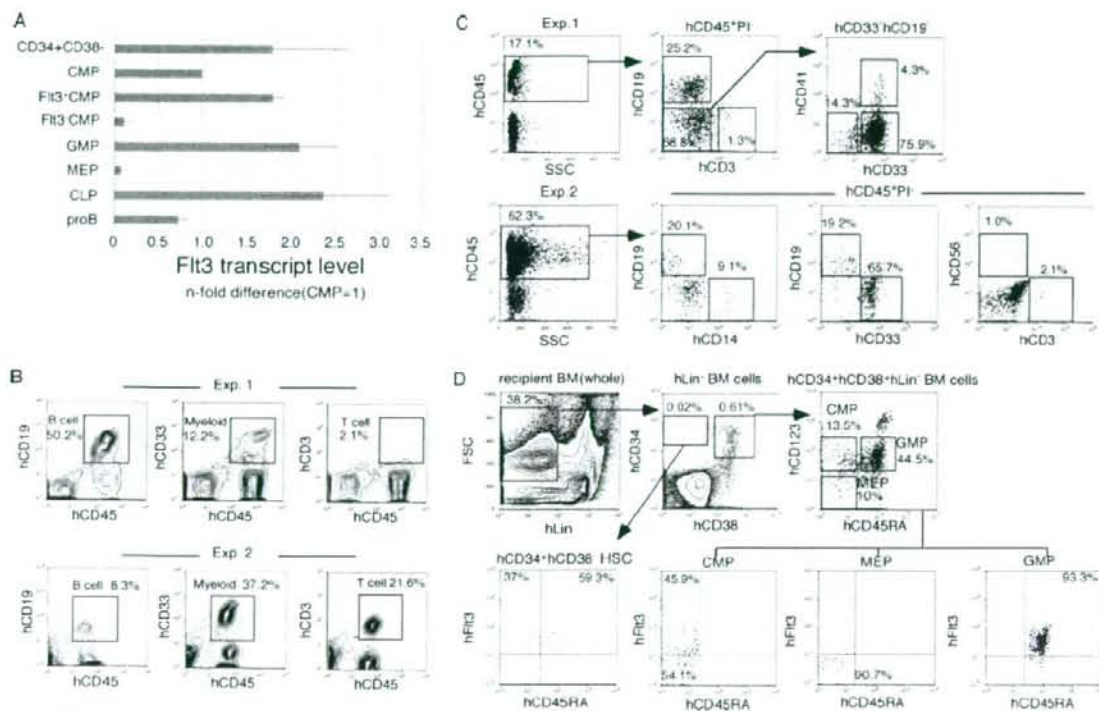 A
CD34+CD38-
CMP
Flt3+CMP
Flt3-CMP
GMP
MEP
CLP
proB
0 0.5 1.0 1.5 2.0 2.5 3.0 3.5
Flt3 transcript level
n-fold difference(CMP=1)
B
Exp. 1
B cell
50.2%
Myeloid
12.2%
T cell
2.1%
hCD19
hCD33
hCD3
hCD45
hCD45
hCD45
Exp. 2
B cell 8.3%
Myeloid 37.2%
T cell 21.6%
hCD19
hCD33
hCD3
hCD45
hCD45
hCD45
C
Exp.1
hCD45+PI-
hCD33-hCD19-
17.1%
25.2%
1.3%
4.3%
14.3%
75.9%
hCD45
hCD19
hCD41
SSC
hCD3
hCD33
Exp.2
hCD45+PI-
62.3%
20.1%
9.1%
19.2%
65.7%
1.0%
2.1%
hCD45
hCD19
hCD19
hCD56
SSC
hCD14
hCD33
hCD3
D
recipient BM(whole)
hLin- BM cells
hCD34+hCD38+hLin- BM cells
38.2%
0.02%
0.61%
CMP
13.5%
GMP
44.5%
MEP
10%
FSC
hCD34
hCD123
hLin
hCD38
hCD45RA
hCD34+hCD38- HSC
CMP
MEP
GMP
37%
59.3%
45.9%
54.1%
90.7%
93.3%
hFlt3
hFlt3
hFlt3
hFlt3
hCD45RA
hCD45RA
hCD45RA
hCD45RA